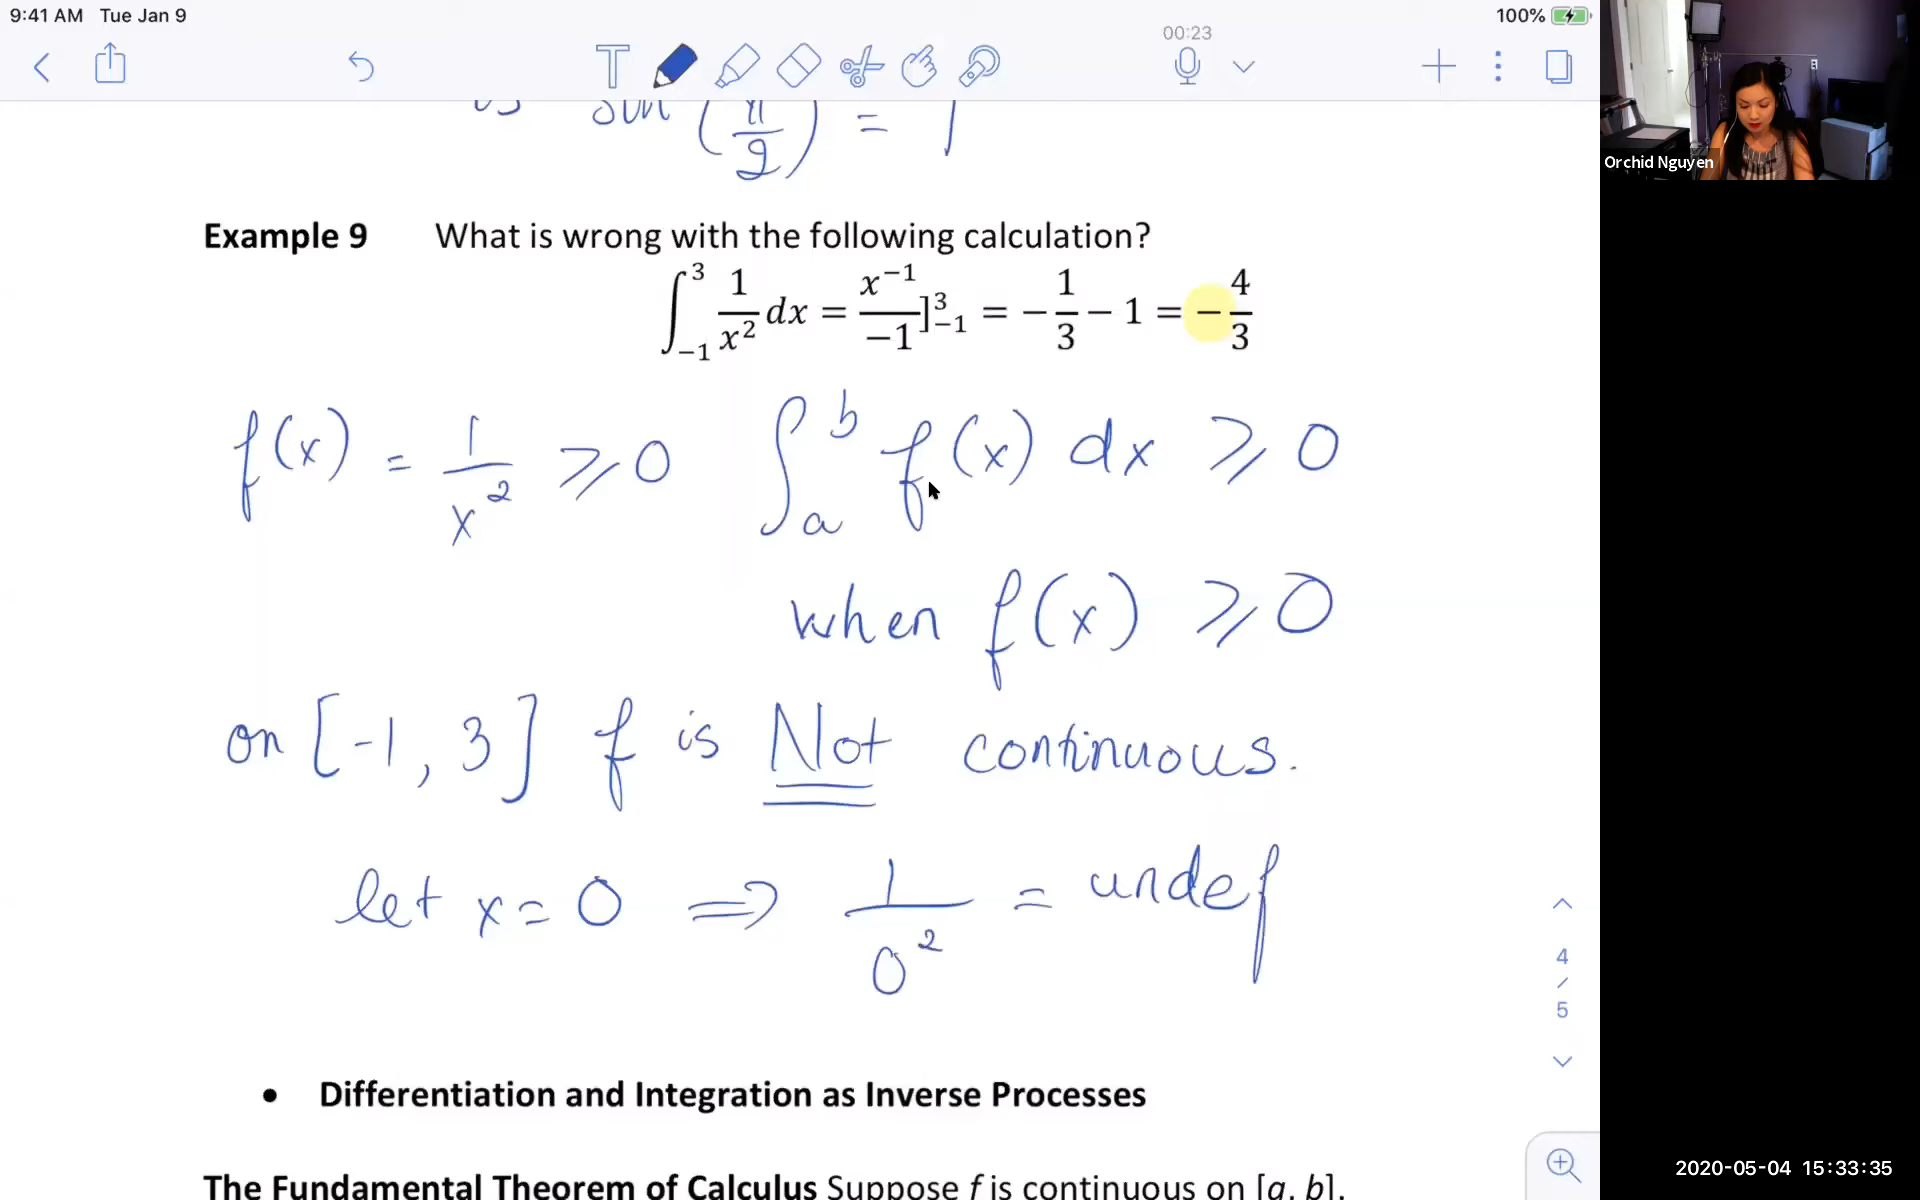 9:41 AM Tue Jan 9
100%
00:23
is sin (π/2) = 1
Example 9 What is wrong with the following calculation?
∫_{-1}^{3} 1/x² dx = x⁻¹/−1 ]³₋₁ = −1/3 − 1 = −4/3
f(x) = 1/x² ⩾ 0 ∫_a^b f(x) dx ⩾ 0
when f(x) ⩾ 0
on [-1, 3] f is Not continuous.
let x = 0 ⟹ 1/0² = undef
• Differentiation and Integration as Inverse Processes
The Fundamental Theorem of Calculus Suppose f is continuous on [a, b].
4
/
5
Orchid Nguyen
2020-05-04 15:33:35